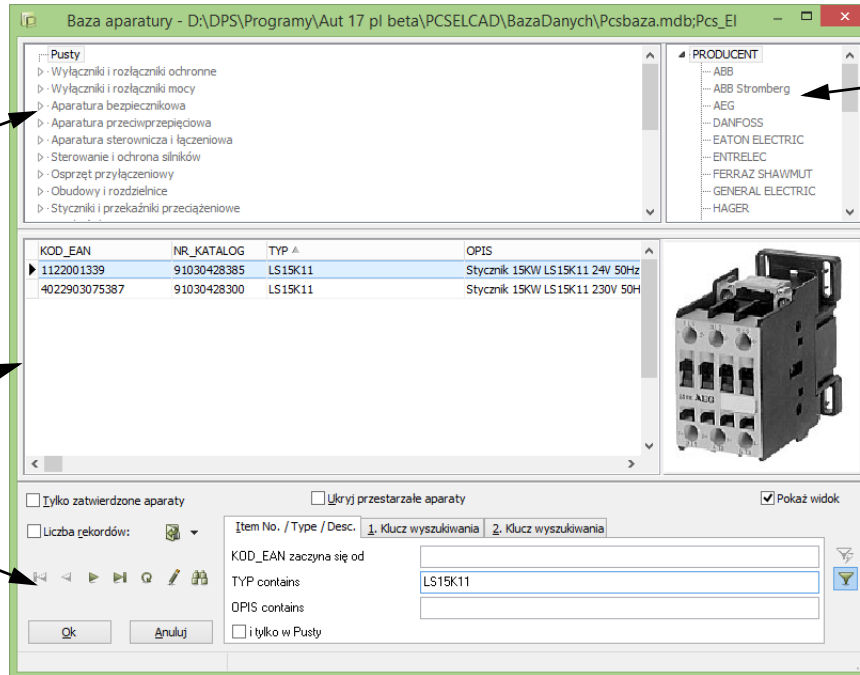 Baza aparatury - D:\DPS\Programy\Aut 17 pl beta\PCSELCAD\BazaDanych\Pcsbaza.mdb;Pcs_El
Pusty
Wyłączniki i rozłączniki ochronne
Wyłączniki i rozłączniki mocy
Aparatura bezpiecznikowa
Aparatura przeciwprzepięciowa
Aparatura sterownicza i łączeniowa
Sterowanie i ochrona silników
Osprzęt przyłączeniowy
Obudowy i rozdzielnice
Styczniki i przekaźniki przeciążeniowe
PRODUCENT
ABB
ABB Stromberg
AEG
DANFOSS
EATON ELECTRIC
ENTRELEC
FERRAZ SHAWMUT
GENERAL ELECTRIC
HAGER
KOD_EAN NR_KATALOG TYP OPIS
1122001339 91030428385 LS15K11 Stycznik 15KW LS15K11 24V 50Hz
4022903075387 91030428300 LS15K11 Stycznik 15KW LS15K11 230V 50H
AEG
Tylko zatwierdzone aparaty Ukryj przestarzałe aparaty Pokaż widok
Liczba rekordów:
Item No. / Type / Desc. 1. Klucz wyszukiwania 2. Klucz wyszukiwania
KOD_EAN zaczyna się od
TYP contains LS15K11
OPIS contains
i tylko w Pusty
Ok Anuluj